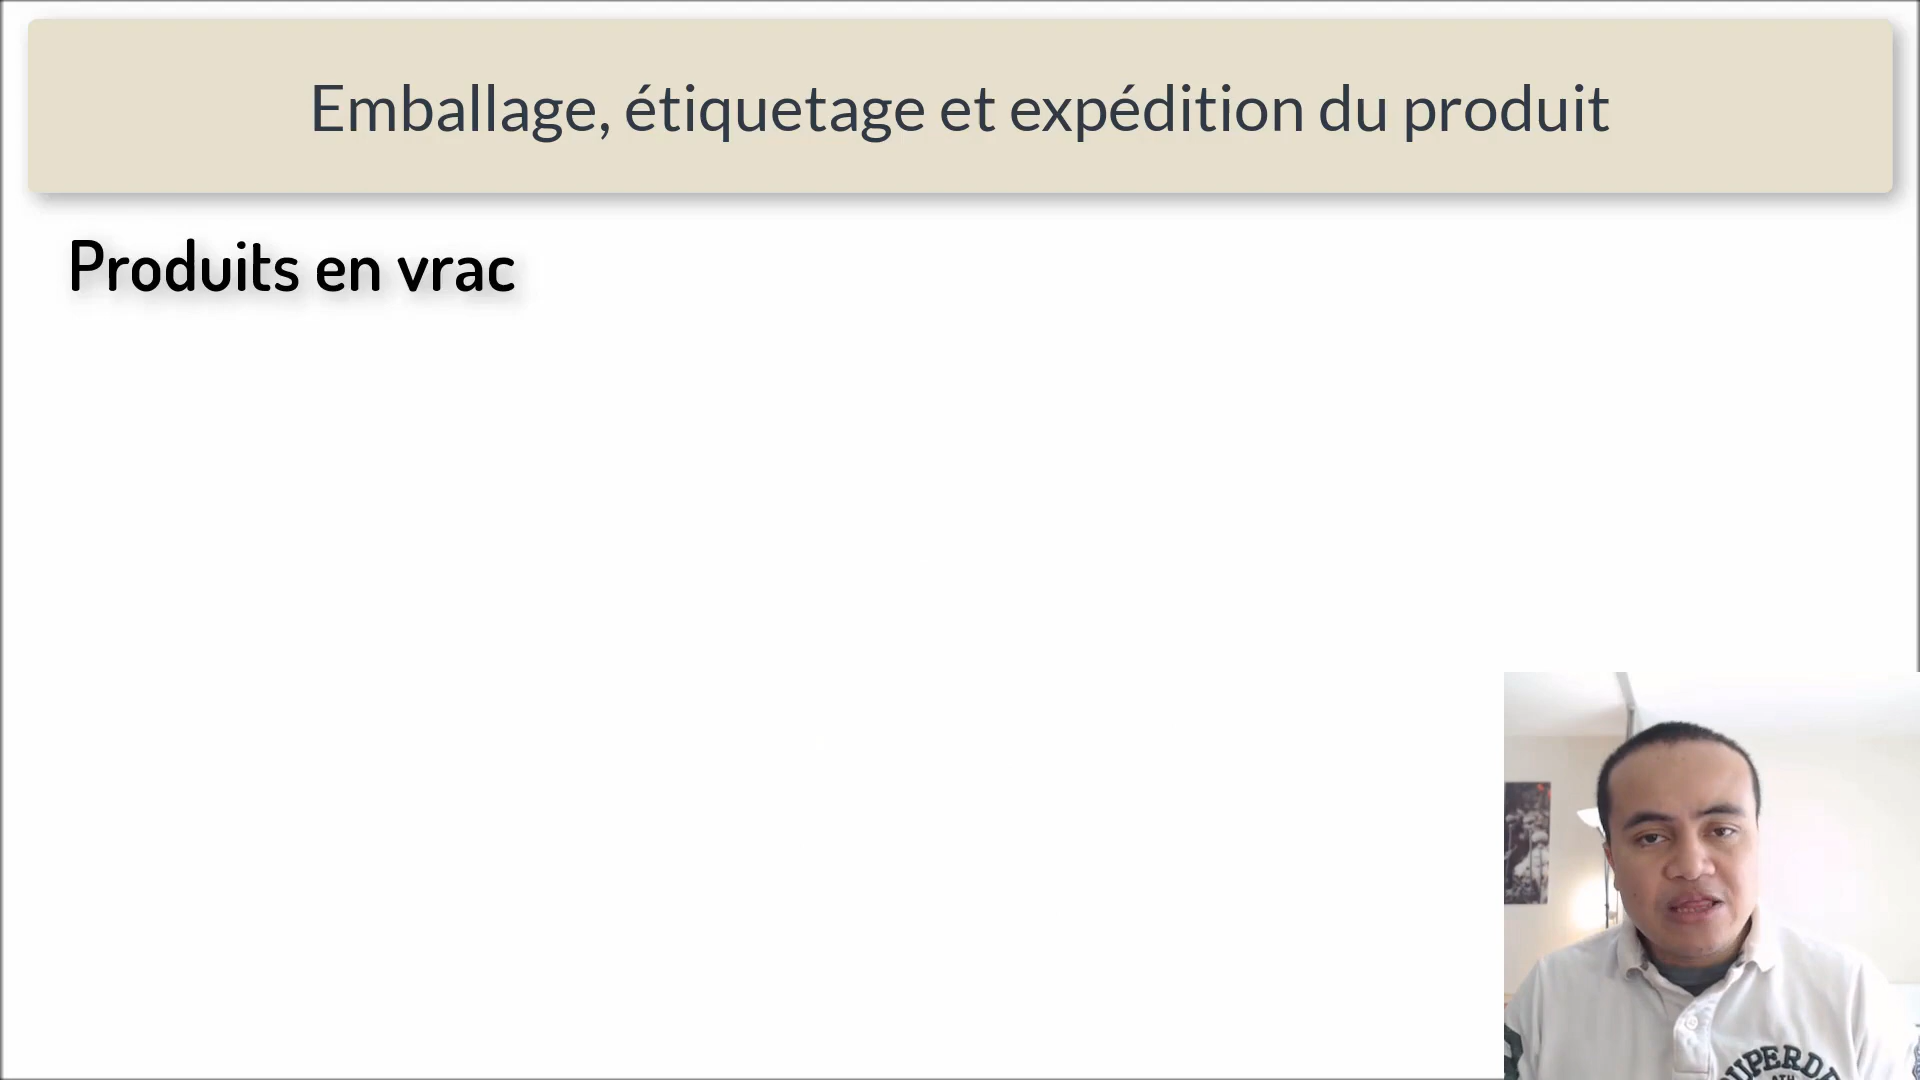 Emballage, étiquetage et expédition du produit
Produits en vrac